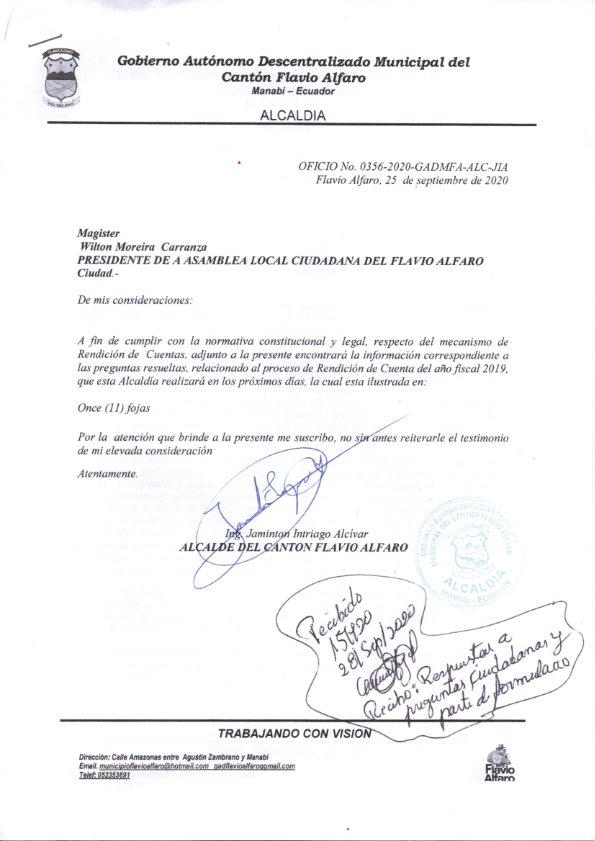 Gobierno Autónomo Descentralizado Municipal del
Cantón Flavio Alfaro
Manabí – Ecuador
ALCALDIA
OFICIO No. 0356-2020-GADMFA-ALC-JIA
Flavio Alfaro, 25 de septiembre de 2020
Magister
Wilton Moreira Carranza
PRESIDENTE DE A ASAMBLEA LOCAL CIUDADANA DEL FLAVIO ALFARO
Ciudad.-
De mis consideraciones:
A fin de cumplir con la normativa constitucional y legal, respecto del mecanismo de
Rendición de Cuentas, adjunto a la presente encontrará la información correspondiente a
las preguntas resueltas, relacionado al proceso de Rendición de Cuenta del año fiscal 2019,
que esta Alcaldía realizará en los próximos días, la cual esta ilustrada en:
Once (11) fojas
Por la atención que brinde a la presente me suscribo, no sin antes reiterarle el testimonio
de mi elevada consideración
Atentamente.
Ing. Jaminton Intriago Alcívar
ALCALDE DEL CANTON FLAVIO ALFARO
ALCALDIA
MANABI - ECUADOR
Recibido
15H20
28/Sep/2020
Recibo: Respuestas a
preguntas Ciudadanas y
parte d formulario
TRABAJANDO CON VISION
Dirección: Calle Amazonas entre Agustín Zambrano y Manabí
Email. municipioflavioalfaro@hotmail.com gadflavioalfaroqgmail.com
Telef: 052353691
Flavio
Alfaro